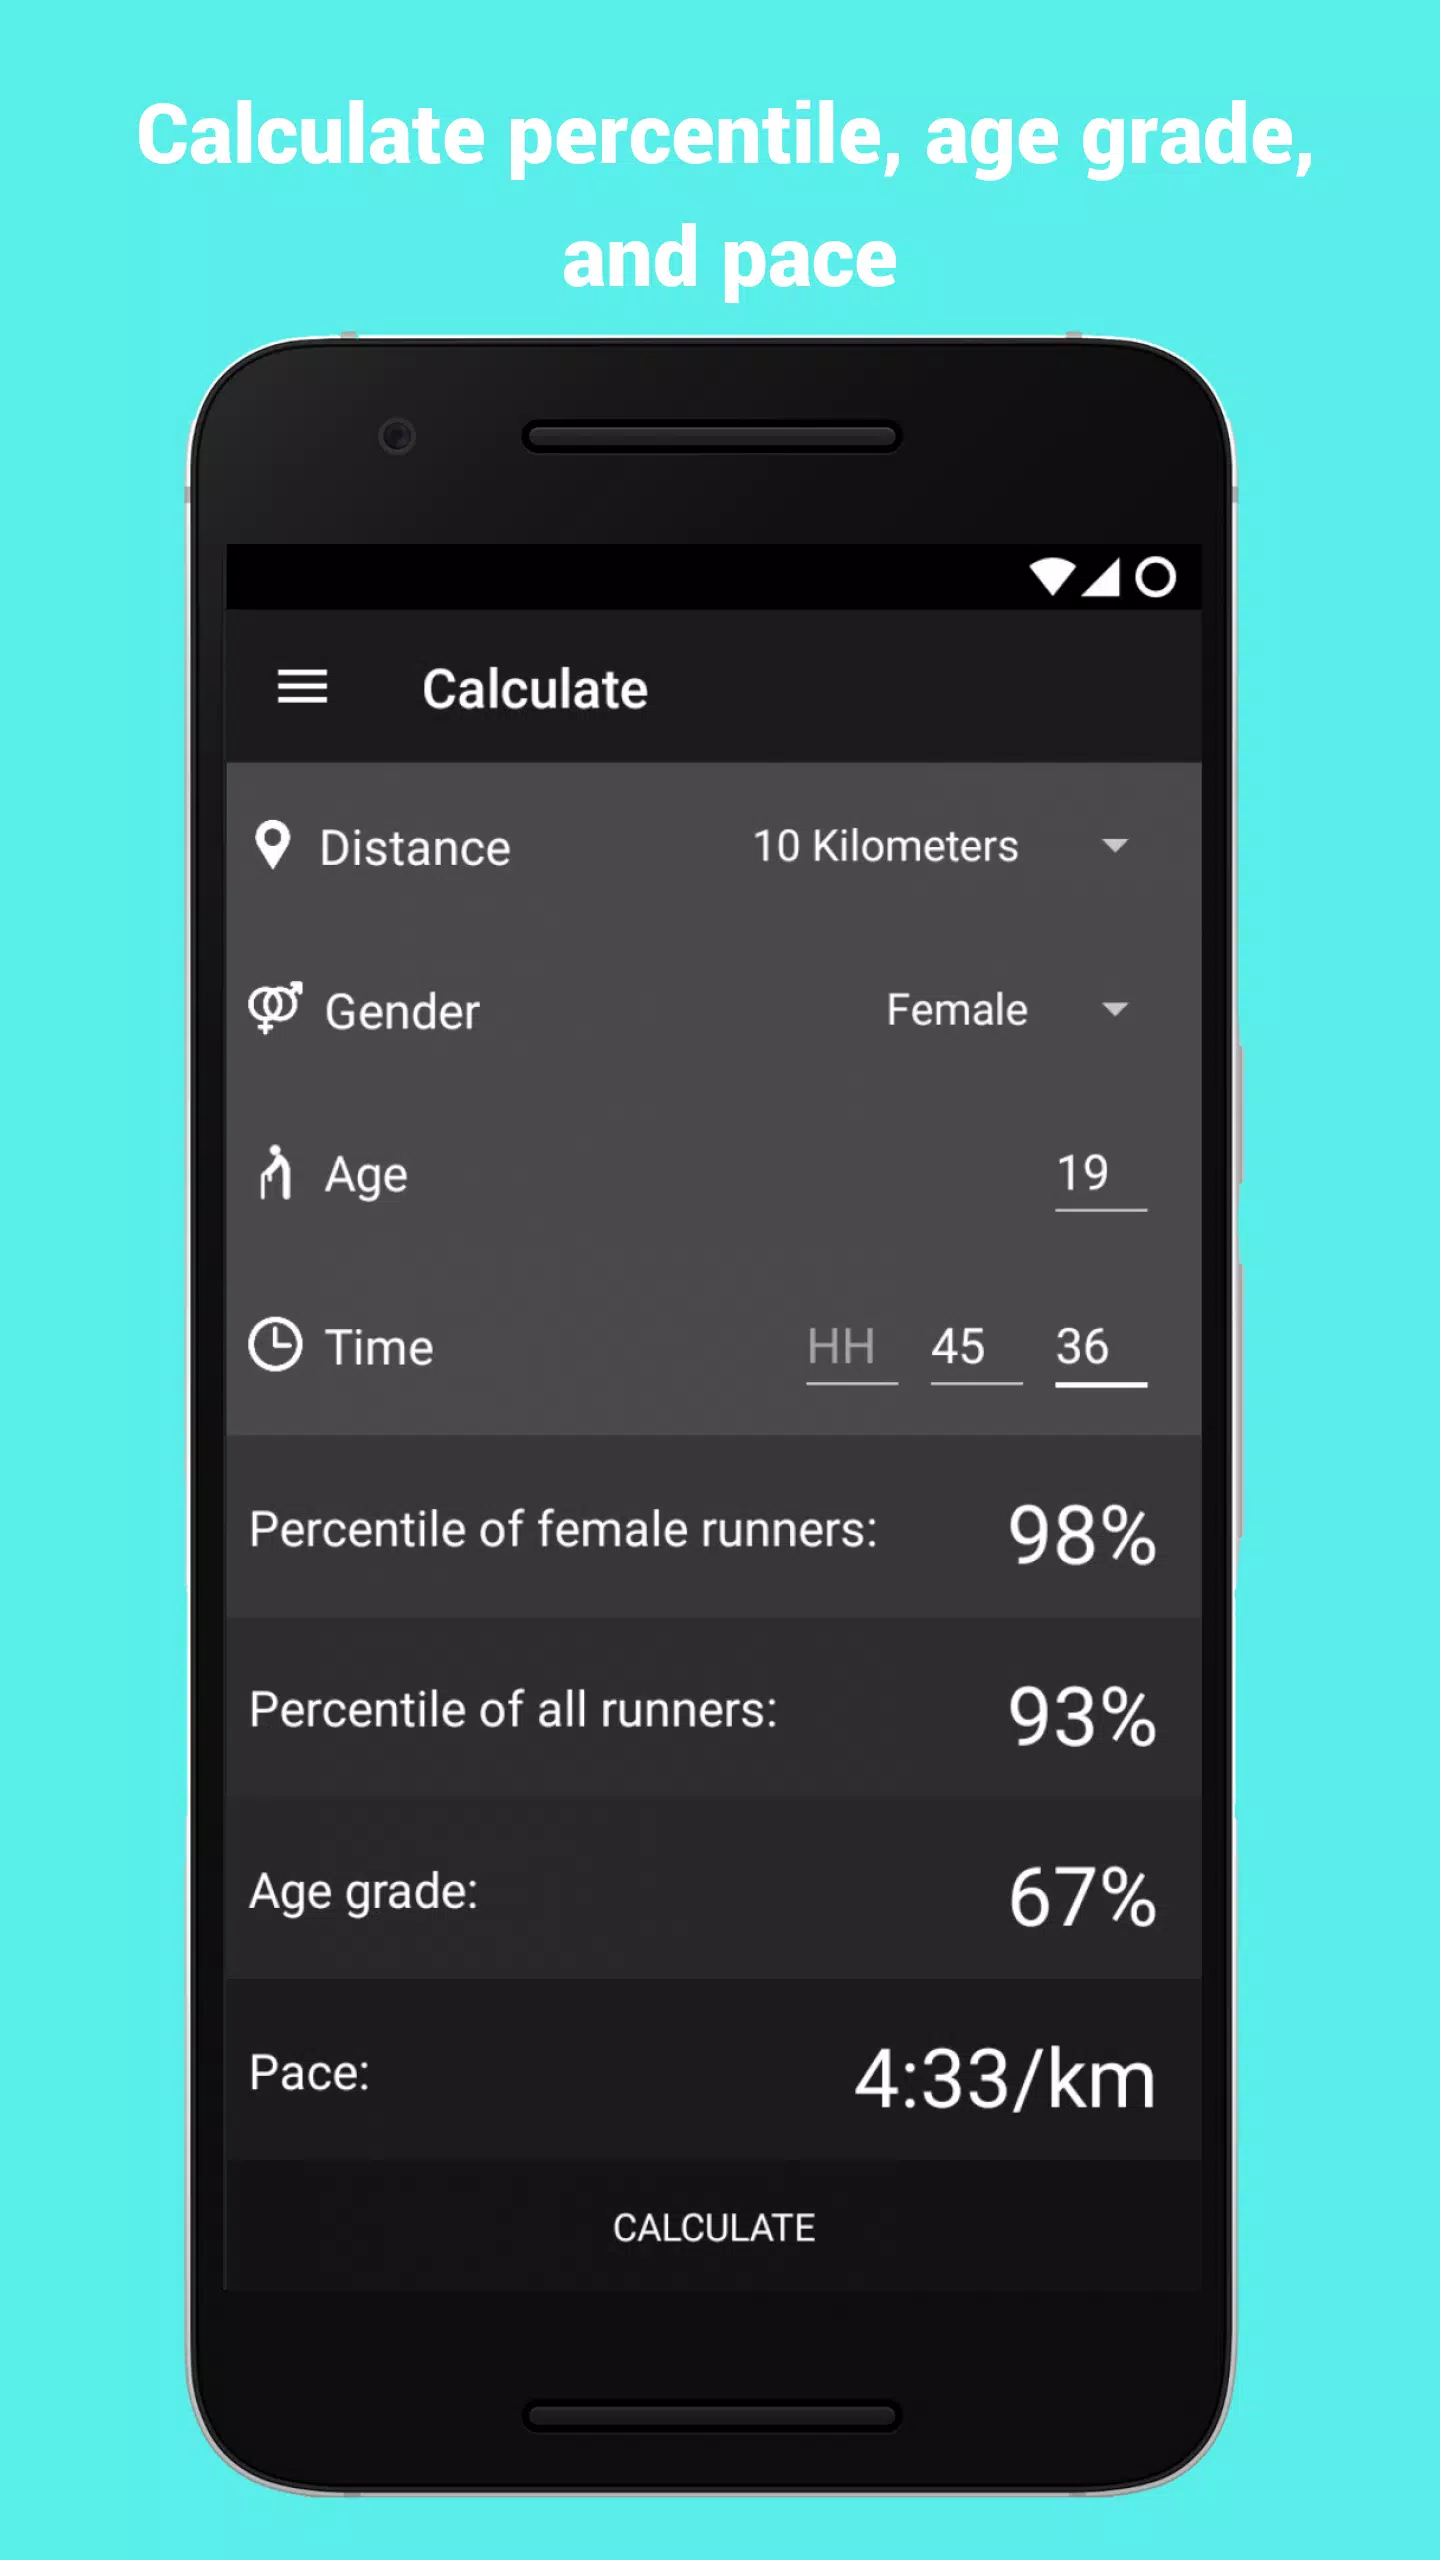 Calculate percentile, age grade,
and pace
Calculate
Distance 10 Kilometers
Gender Female
Age 19
Time HH 45 36
Percentile of female runners: 98%
Percentile of all runners: 93%
Age grade: 67%
Pace: 4:33/km
CALCULATE